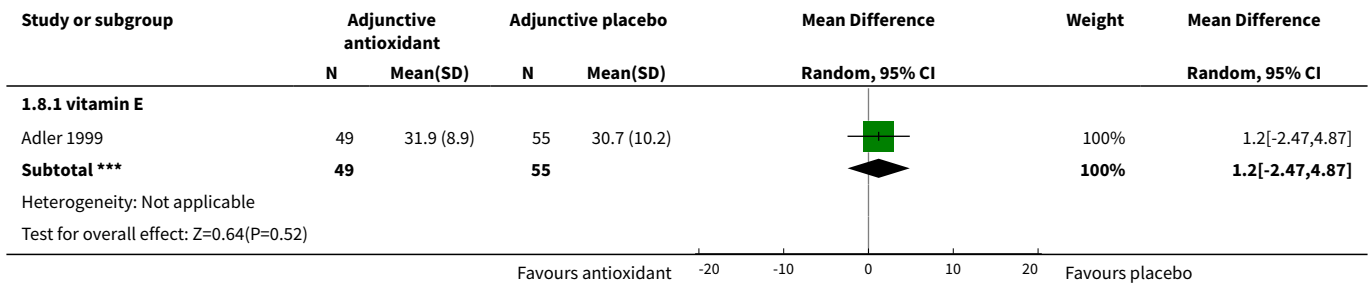 Study or subgroup Adjunctive antioxidant Adjunctive placebo Mean Difference Weight Mean Difference
N Mean(SD) N Mean(SD) Random, 95% CI Random, 95% CI
1.8.1 vitamin E
Adler 1999 49 31.9 (8.9) 55 30.7 (10.2) 100% 1.2[-2.47,4.87]
Subtotal *** 49 55 100% 1.2[-2.47,4.87]
Heterogeneity: Not applicable
Test for overall effect: Z=0.64(P=0.52)
Favours antioxidant -20 -10 0 10 20 Favours placebo